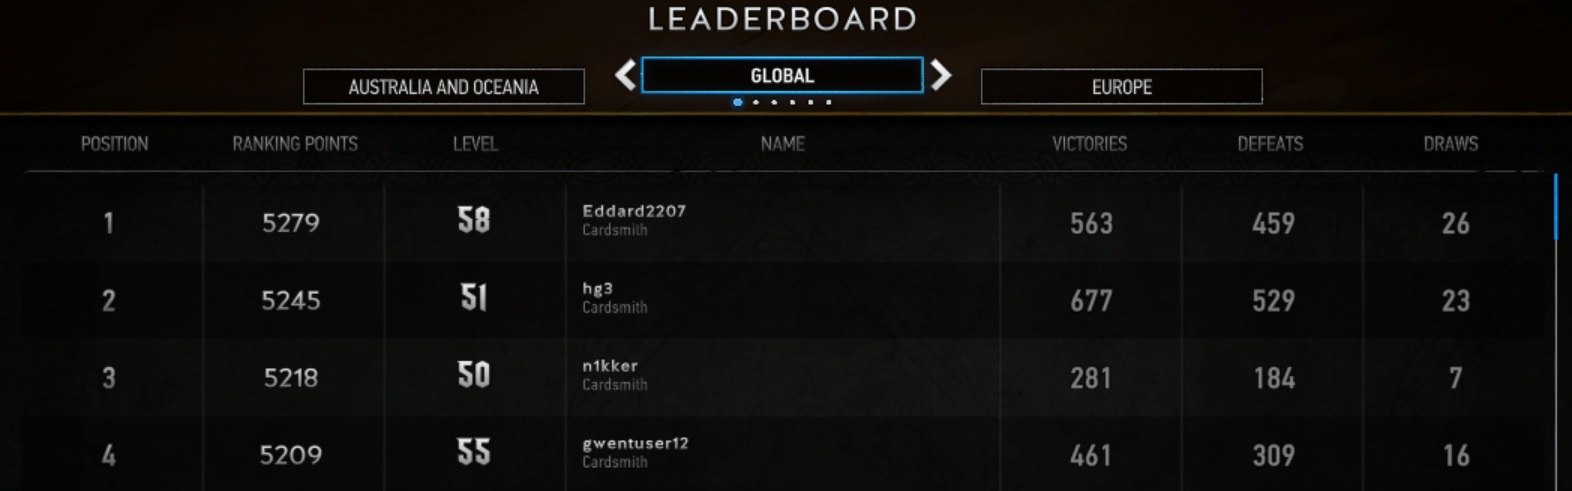 LEADERBOARD
AUSTRALIA AND OCEANIA GLOBAL EUROPE
POSITION RANKING POINTS LEVEL NAME VICTORIES DEFEATS DRAWS
1 5279 58 Eddard2207 563 459 26
Cardsmith
2 5245 51 hg3 677 529 23
Cardsmith
3 5218 50 n1kker 281 184 7
Cardsmith
4 5209 55 gwentuser12 461 309 16
Cardsmith